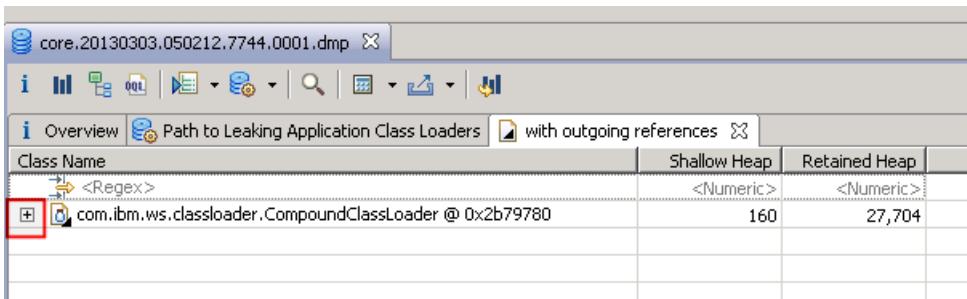 core.20130303.050212.7744.0001.dmp
i OQL
i Overview Path to Leaking Application Class Loaders with outgoing references
Class Name Shallow Heap Retained Heap
<Regex> <Numeric> <Numeric>
com.ibm.ws.classloader.CompoundClassLoader @ 0x2b79780 160 27,704